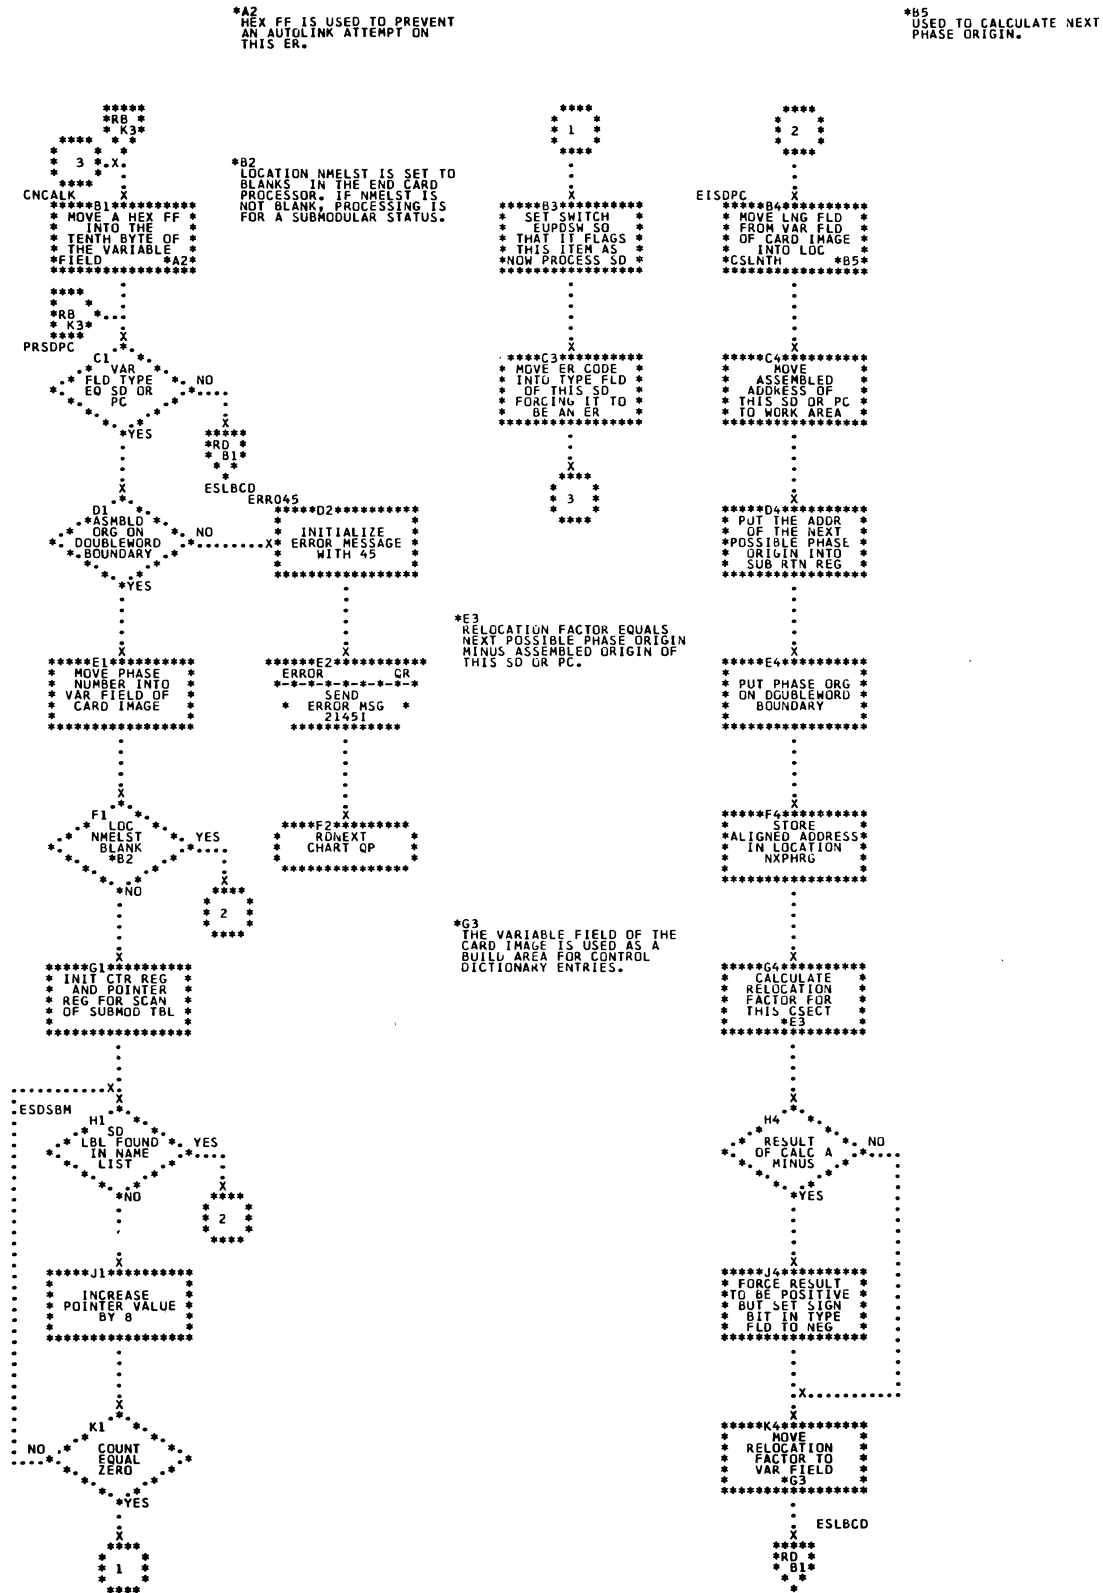 *A2
HEX FF IS USED TO PREVENT
AN AUTOLINK ATTEMPT ON
THIS ER.
*B5
USED TO CALCULATE NEXT
PHASE ORIGIN.
*RB
K3*
3
CNCALK
B1
MOVE A HEX FF
INTO THE
TENTH BYTE OF
THE VARIABLE
FIELD *A2
*B2
LOCATION NMELST IS SET TO
BLANKS IN THE END CARD
PROCESSOR. IF NMELST IS
NOT BLANK, PROCESSING IS
FOR A SUBMODULAR STATUS.
*RB
K3*
PRSDPC
C1
VAR
FLD TYPE
EQ SD OR
PC
NO
YES
*RD
B1*
ESLBCD
D1
ASMBLD
ORG ON
DOUBLEWORD
BOUNDARY
NO
YES
ERRO45
D2
INITIALIZE
ERROR MESSAGE
WITH 45
E1
MOVE PHASE
NUMBER INTO
VAR FIELD OF
CARD IMAGE
E2
ERROR QR
SEND
ERROR MSG
2145I
F1
LOC
NMELST
BLANK
*B2
YES
NO
2
F2
RDNEXT
CHART QP
G1
INIT CTR REG
AND POINTER
REG FOR SCAN
OF SUBMOD TBL
ESDSBM
H1
SD
LBL FOUND
IN NAME
LIST
YES
NO
2
J1
INCREASE
POINTER VALUE
BY 8
K1
COUNT
EQUAL
ZERO
NO
YES
1
1
B3
SET SWITCH
EUPDSW SO
THAT IT FLAGS
THIS ITEM AS
NOW PROCESS SD
C3
MOVE ER CODE
INTO TYPE FLD
OF THIS SD
FORCING IT TO
BE AN ER
3
*E3
RELOCATION FACTOR EQUALS
NEXT POSSIBLE PHASE ORIGIN
MINUS ASSEMBLED ORIGIN OF
THIS SD OR PC.
*G3
THE VARIABLE FIELD OF THE
CARD IMAGE IS USED AS A
BUILD AREA FOR CONTROL
DICTIONARY ENTRIES.
2
EISDPC
B4
MOVE LNG FLD
FROM VAR FLD
OF CARD IMAGE
INTO LOC
CSLNTH *B5
C4
MOVE
ASSEMBLED
ADDRESS OF
THIS SD OR PC
TO WORK AREA
D4
PUT THE ADDR
OF THE NEXT
POSSIBLE PHASE
ORIGIN INTO
SUB RTN REG
E4
PUT PHASE ORG
ON DOUBLEWORD
BOUNDARY
F4
STORE
ALIGNED ADDRESS
IN LOCATION
NXPHRG
G4
CALCULATE
RELOCATION
FACTOR FOR
THIS CSECT
*E3
H4
RESULT
OF CALC A
MINUS
NO
YES
J4
FORCE RESULT
TO BE POSITIVE
BUT SET SIGN
BIT IN TYPE
FLD TO NEG
K4
MOVE
RELOCATION
FACTOR TO
VAR FIELD
*G3
ESLBCD
*RD
B1*